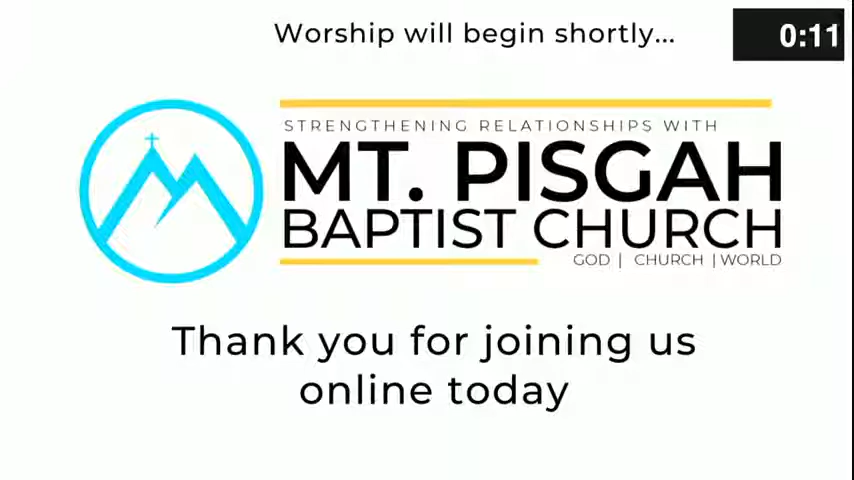 Worship will begin shortly...
0:11
STRENGTHENING RELATIONSHIPS WITH
MT. PISGAH
BAPTIST CHURCH
GOD | CHURCH | WORLD
Thank you for joining us
online today